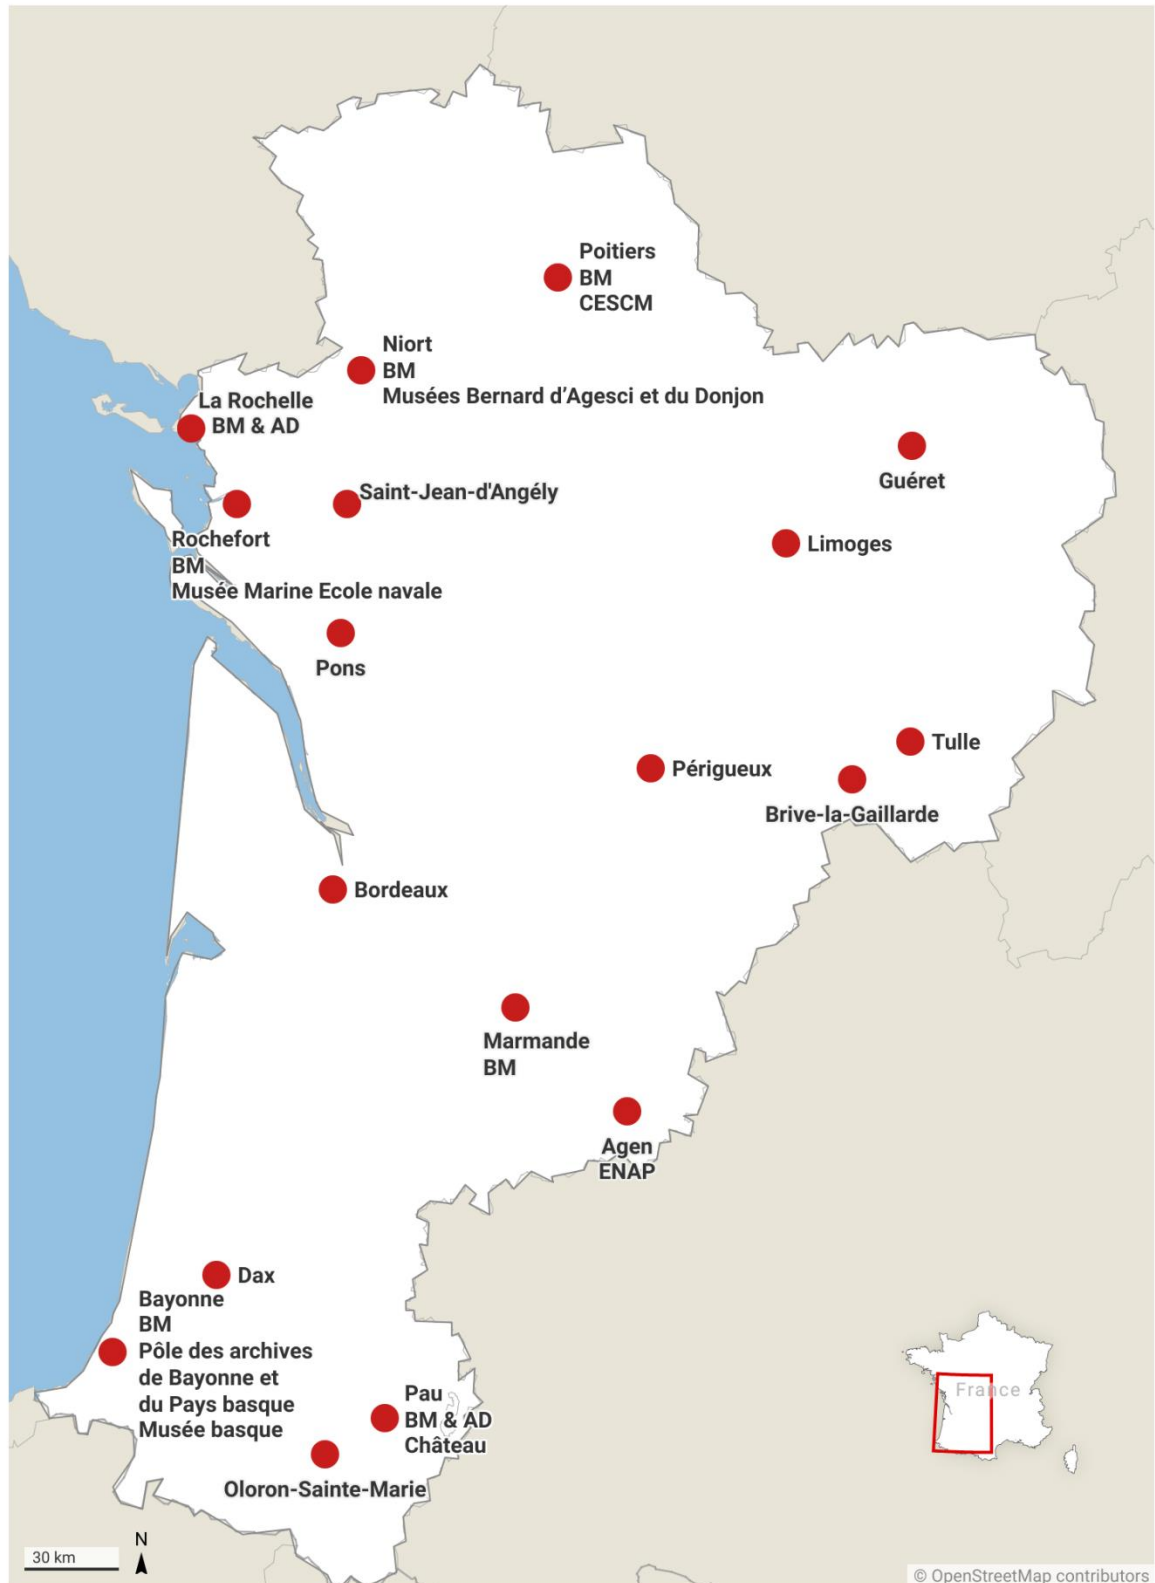 Poitiers
BM
CESCM
Niort
BM
Musées Bernard d’Agesci et du Donjon
La Rochelle
BM & AD
Guéret
Saint-Jean-d'Angély
Limoges
Rochefort
BM
Musée Marine Ecole navale
Pons
Tulle
Périgueux
Brive-la-Gaillarde
Bordeaux
Marmande
BM
Agen
ENAP
Dax
Bayonne
BM
Pôle des archives
de Bayonne et
du Pays basque
Musée basque
Pau
BM & AD
Château
Oloron-Sainte-Marie
France
30 km
N
© OpenStreetMap contributors